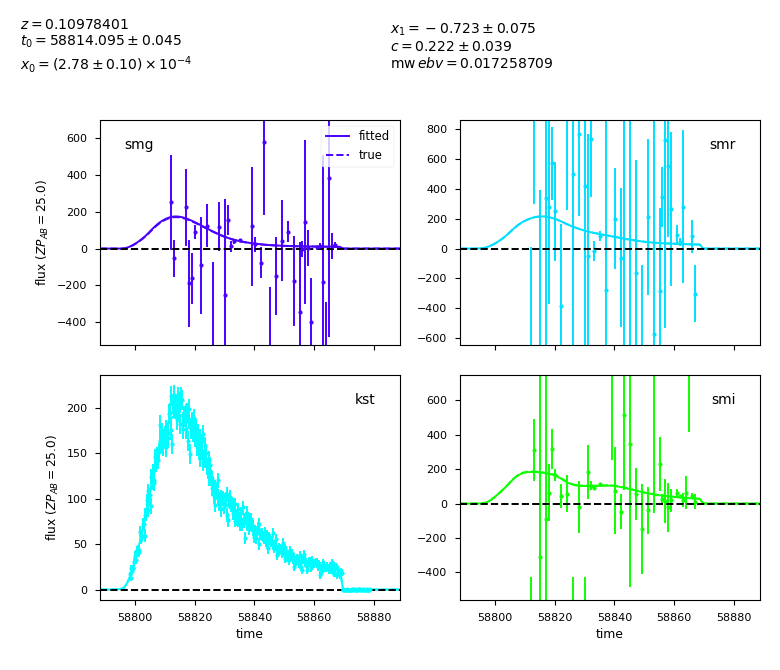 z = 0.10978401
t₀ = 58814.095 ± 0.045
x₀ = (2.78 ± 0.10) × 10⁻⁴
x₁ = −0.723 ± 0.075
c = 0.222 ± 0.039
mw ebv = 0.017258709
smg
fitted
true
600
400
200
0
−200
−400
flux (ZP_AB = 25.0)
smr
800
600
400
200
0
−200
−400
−600
kst
200
150
100
50
0
flux (ZP_AB = 25.0)
58800 58820 58840 58860 58880
time
smi
600
400
200
0
−200
−400
58800 58820 58840 58860 58880
time